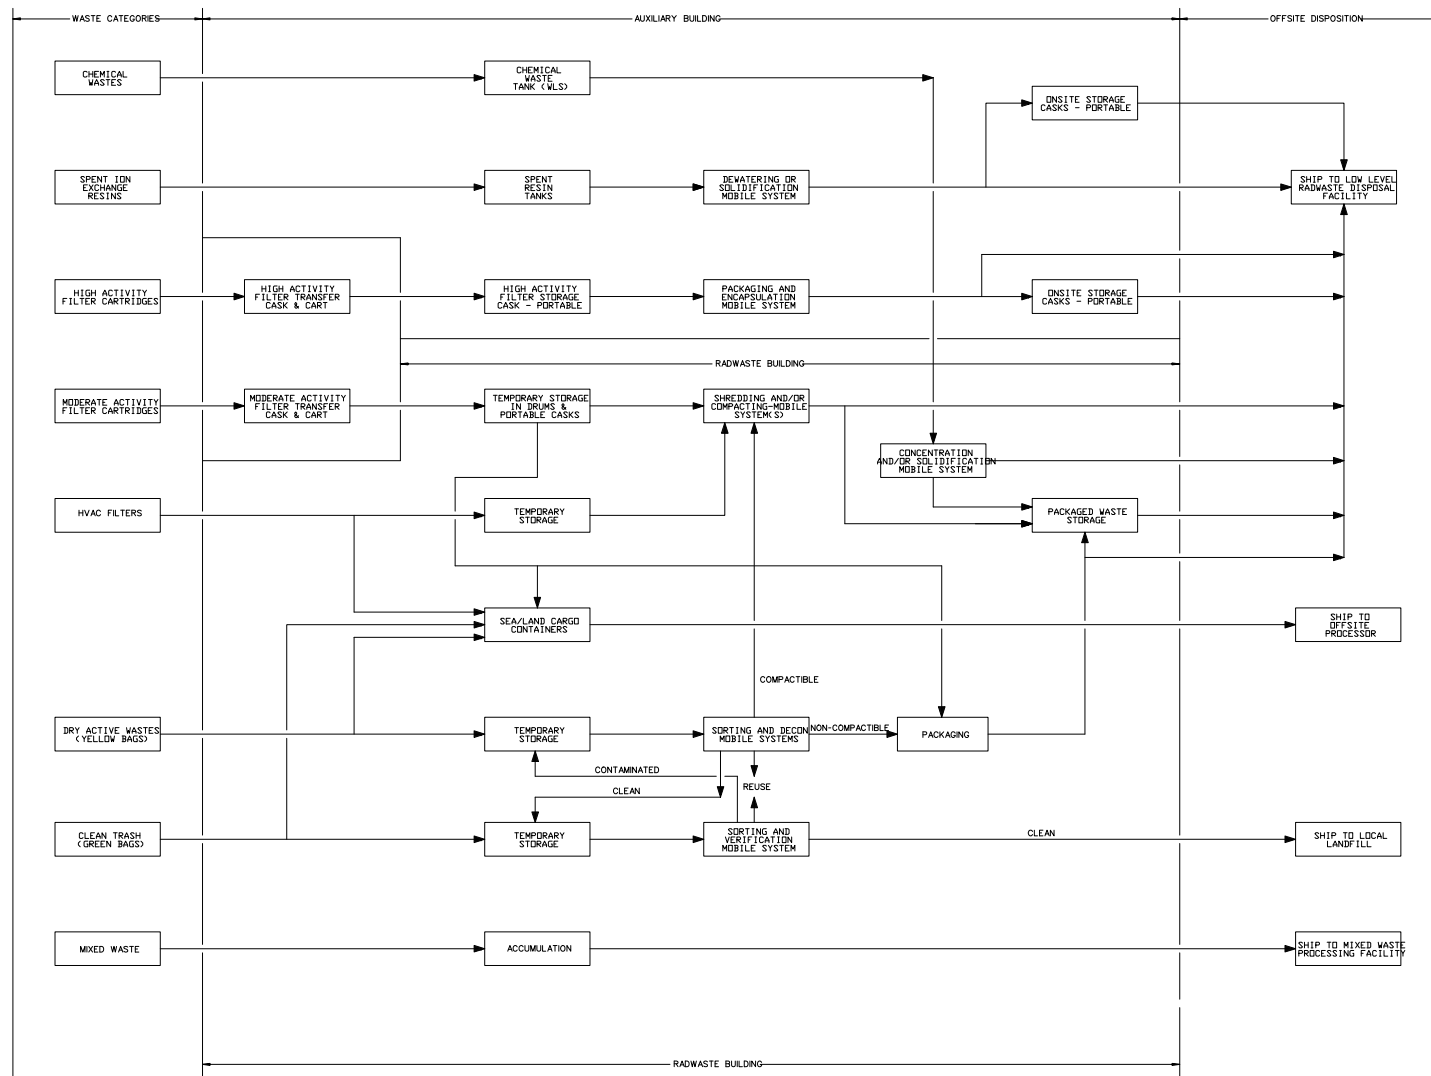 WASTE CATEGORIES
AUXILIARY BUILDING
OFFSITE DISPOSITION
CHEMICAL
WASTES
CHEMICAL
WASTE
TANK (WLS)
ONSITE STORAGE
CASKS - PORTABLE
SPENT ION
EXCHANGE
RESINS
SPENT
RESIN
TANKS
DEWATERING OR
SOLIDIFICATION
MOBILE SYSTEM
SHIP TO LOW LEVEL
RADWASTE DISPOSAL
FACILITY
HIGH ACTIVITY
FILTER CARTRIDGES
HIGH ACTIVITY
FILTER TRANSFER
CASK & CART
HIGH ACTIVITY
FILTER STORAGE
CASK - PORTABLE
PACKAGING AND
ENCAPSULATION
MOBILE SYSTEM
ONSITE STORAGE
CASKS - PORTABLE
RADWASTE BUILDING
MODERATE ACTIVITY
FILTER CARTRIDGES
MODERATE ACTIVITY
FILTER TRANSFER
CASK & CART
TEMPORARY STORAGE
IN DRUMS &
PORTABLE CASKS
SHREDDING AND/OR
COMPACTING-MOBILE
SYSTEM(S)
CONCENTRATION
AND/OR SOLIDIFICATION
MOBILE SYSTEM
HVAC FILTERS
TEMPORARY
STORAGE
PACKAGED WASTE
STORAGE
SEA/LAND CARGO
CONTAINERS
SHIP TO
OFFSITE
PROCESSOR
COMPACTIBLE
DRY ACTIVE WASTES
(YELLOW BAGS)
TEMPORARY
STORAGE
SORTING AND DECON
MOBILE SYSTEMS
NON-COMPACTIBLE
PACKAGING
CONTAMINATED
CLEAN
REUSE
CLEAN TRASH
(GREEN BAGS)
TEMPORARY
STORAGE
SORTING AND
VERIFICATION
MOBILE SYSTEM
CLEAN
SHIP TO LOCAL
LANDFILL
MIXED WASTE
ACCUMULATION
SHIP TO MIXED WASTE
PROCESSING FACILITY
RADWASTE BUILDING